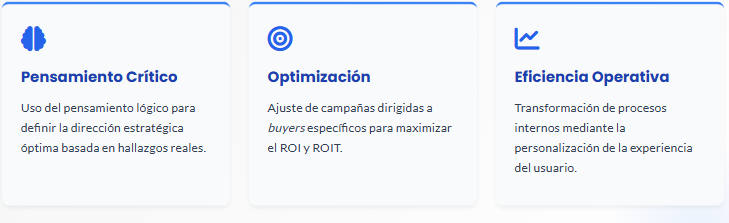 Pensamiento Crítico
Uso del pensamiento lógico para
definir la dirección estratégica
óptima basada en hallazgos reales.
Optimización
Ajuste de campañas dirigidas a
buyers específicos para maximizar
el ROI y ROIT.
Eficiencia Operativa
Transformación de procesos
internos mediante la
personalización de la experiencia
del usuario.